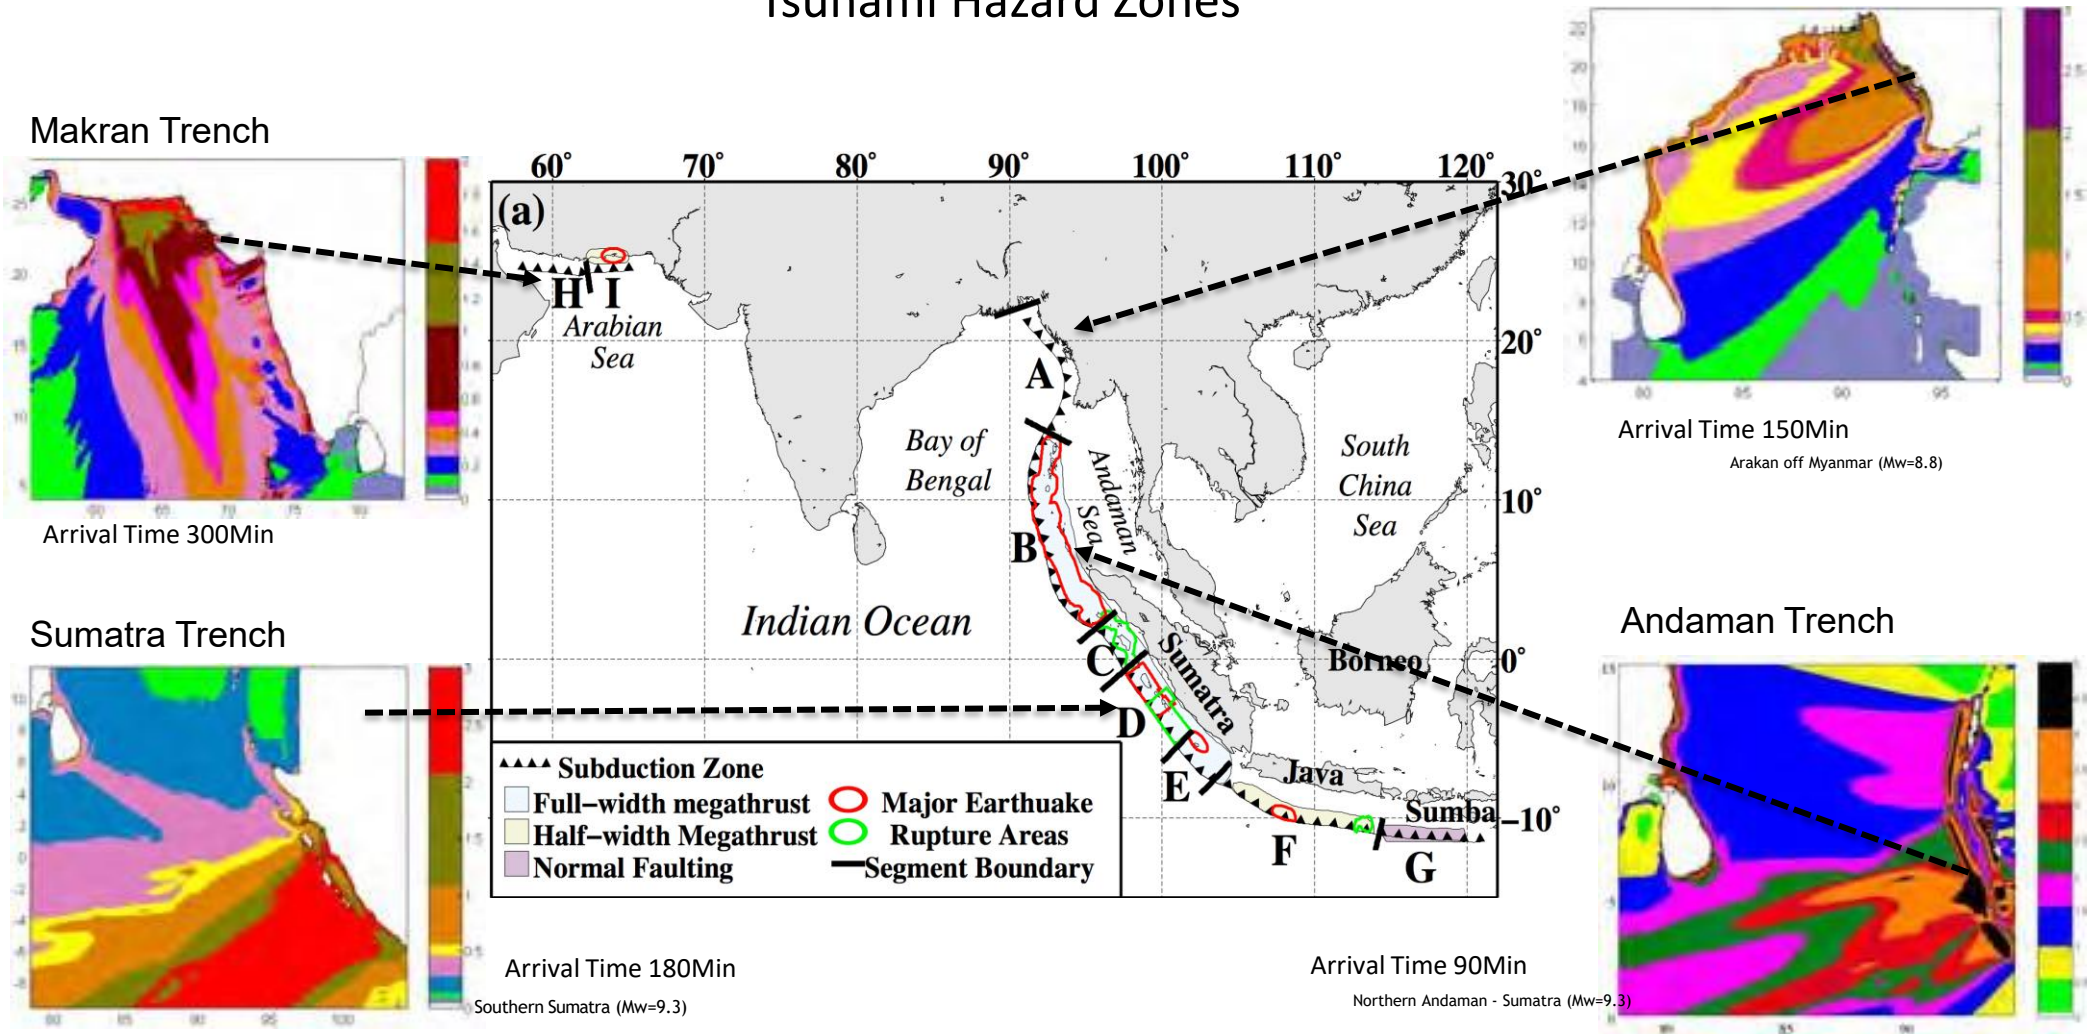 Tsunami Hazard Zones
Makran Trench
Arrival Time 300Min
Sumatra Trench
Arrival Time 180Min
Southern Sumatra (Mw=9.3)
Arrival Time 150Min
Arakan off Myanmar (Mw=8.8)
Andaman Trench
Arrival Time 90Min
Northern Andaman - Sumatra (Mw=9.3)
60° 70° 80° 90° 100° 110° 120°
30°
20°
10°
0°
−10°
(a)
H I
Arabian
Sea
A
Bay of
Bengal
Andaman
Sea
South
China
Sea
B
Indian Ocean
C
Sumatra
Borneo
D
E
Java
Sumba
F
G
Subduction Zone
Full−width megathrust
Half−width Megathrust
Normal Faulting
Major Earthuake
Rupture Areas
Segment Boundary